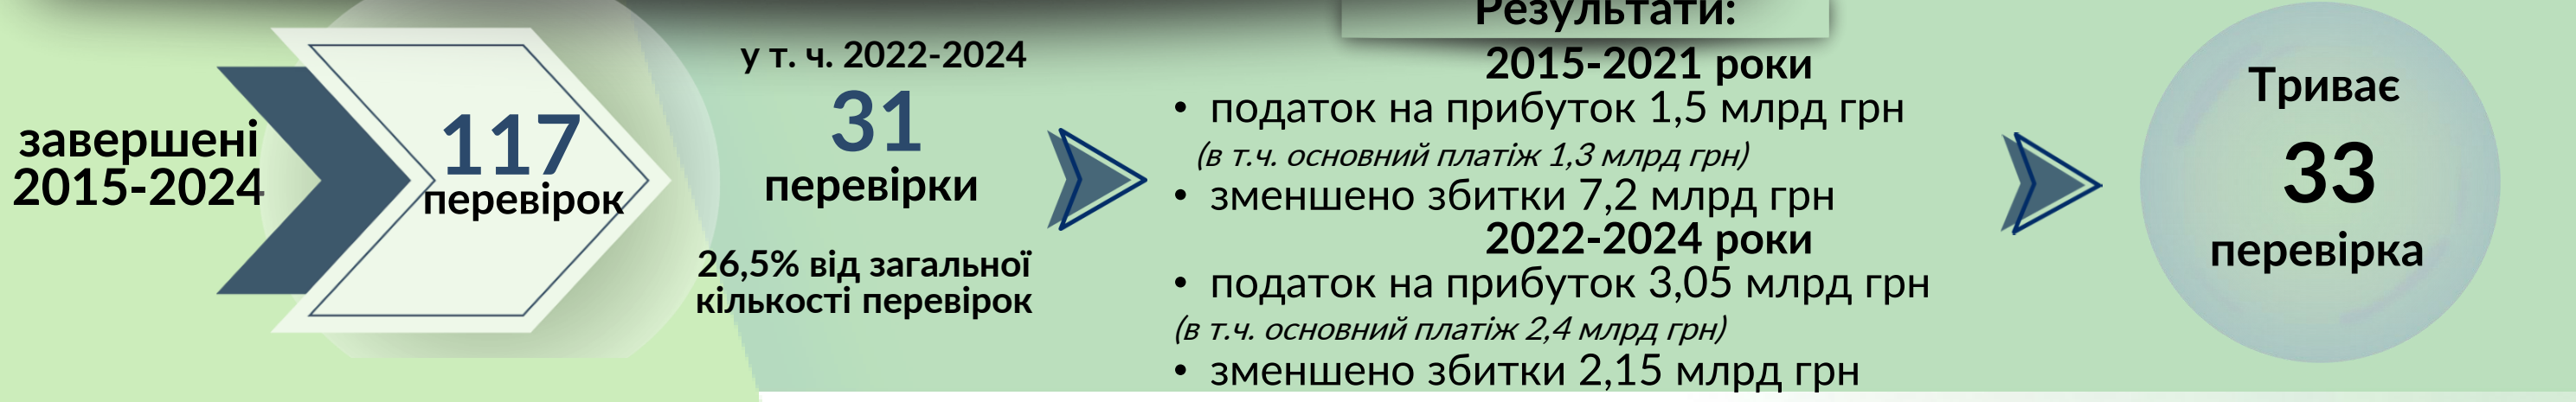 завершені
2015-2024
117
перевірок
у т. ч. 2022-2024
31
перевірки
26,5% від загальної
кількості перевірок
Результати:
2015-2021 роки
• податок на прибуток 1,5 млрд грн
(в т.ч. основний платіж 1,3 млрд грн)
• зменшено збитки 7,2 млрд грн
2022-2024 роки
• податок на прибуток 3,05 млрд грн
(в т.ч. основний платіж 2,4 млрд грн)
• зменшено збитки 2,15 млрд грн
Триває
33
перевірка